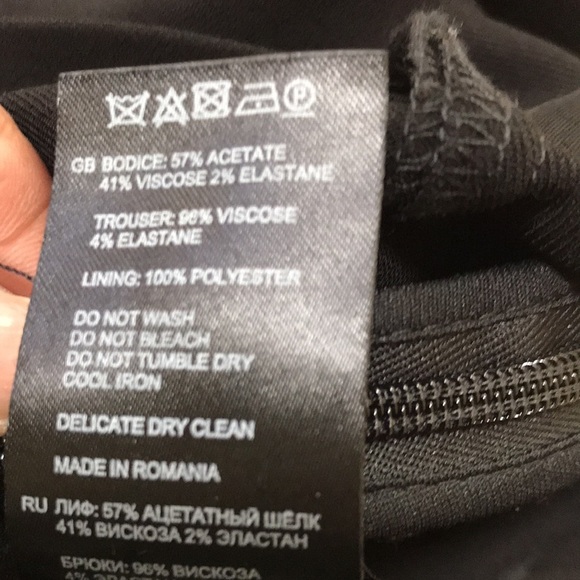 GB BODICE: 57% ACETATE
41% VISCOSE 2% ELASTANE
TROUSER: 96% VISCOSE
4% ELASTANE
LINING: 100% POLYESTER
DO NOT WASH
DO NOT BLEACH
DO NOT TUMBLE DRY
COOL IRON
DELICATE DRY CLEAN
MADE IN ROMANIA
RU ЛИФ: 57% АЦЕТАТНЫЙ ШЁЛК
41% ВИСКОЗА 2% ЭЛАСТАН
БРЮКИ: 96% ВИСКОЗА
4% ЭЛАСТАН